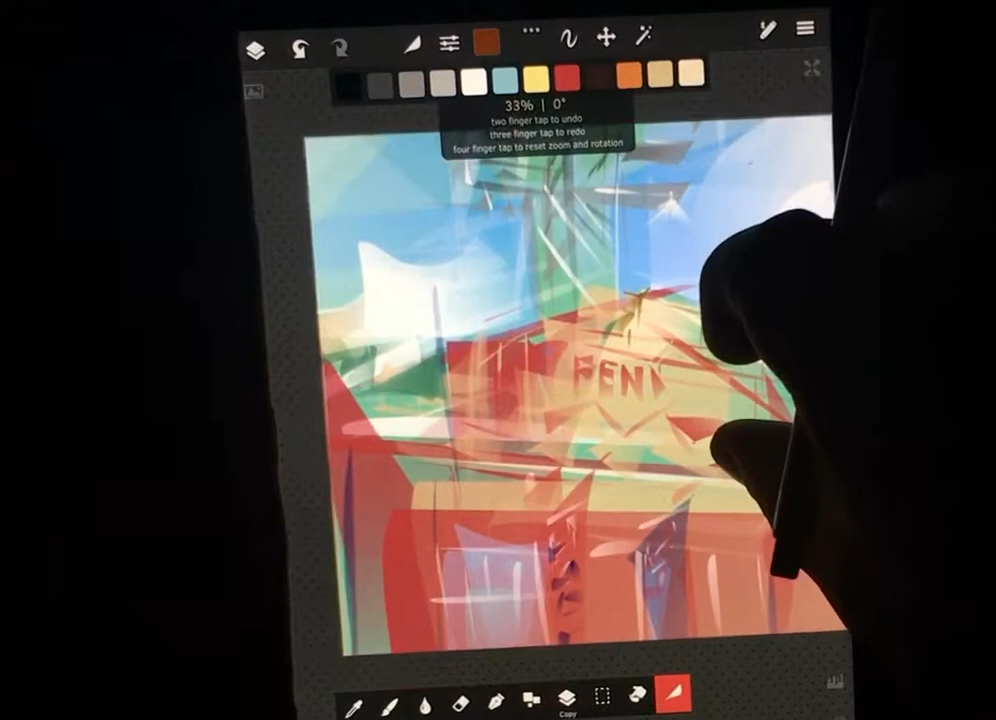 33% | 0°
two finger tap to undo
three finger tap to redo
four finger tap to reset zoom and rotation
FEN
Copy